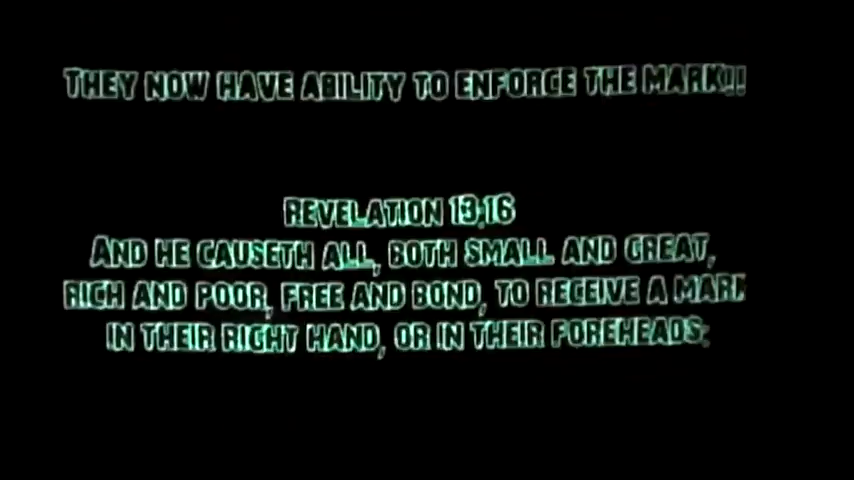 THEY NOW HAVE ABILITY TO ENFORCE THE MARK!!
REVELATION 13:16
AND HE CAUSETH ALL, BOTH SMALL AND GREAT,
RICH AND POOR, FREE AND BOND, TO RECEIVE A MARK
IN THEIR RIGHT HAND, OR IN THEIR FOREHEADS: